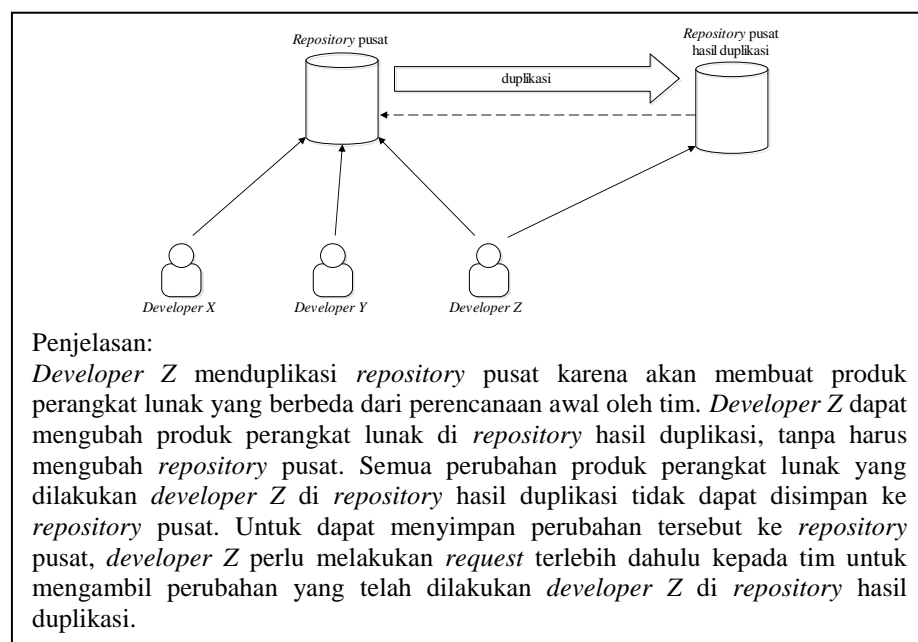 Repository pusat
Repository pusat
hasil duplikasi
duplikasi
Developer X
Developer Y
Developer Z
Penjelasan:
Developer Z menduplikasi repository pusat karena akan membuat produk
perangkat lunak yang berbeda dari perencanaan awal oleh tim. Developer Z dapat
mengubah produk perangkat lunak di repository hasil duplikasi, tanpa harus
mengubah repository pusat. Semua perubahan produk perangkat lunak yang
dilakukan developer Z di repository hasil duplikasi tidak dapat disimpan ke
repository pusat. Untuk dapat menyimpan perubahan tersebut ke repository
pusat, developer Z perlu melakukan request terlebih dahulu kepada tim untuk
mengambil perubahan yang telah dilakukan developer Z di repository hasil
duplikasi.